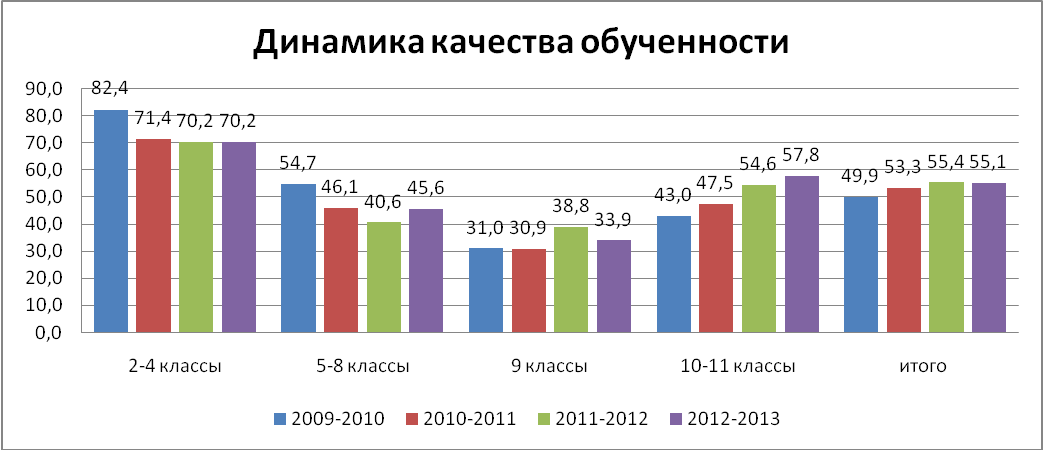 Динамика качества обученности
90,0
80,0
70,0
60,0
50,0
40,0
30,0
20,0
10,0
0,0
82,4 71,4 70,2 70,2
54,7 46,1 40,6 45,6
31,0 30,9 38,8 33,9
43,0 47,5 54,6 57,8
49,9 53,3 55,4 55,1
2-4 классы 5-8 классы 9 классы 10-11 классы итого
2009-2010 2010-2011 2011-2012 2012-2013